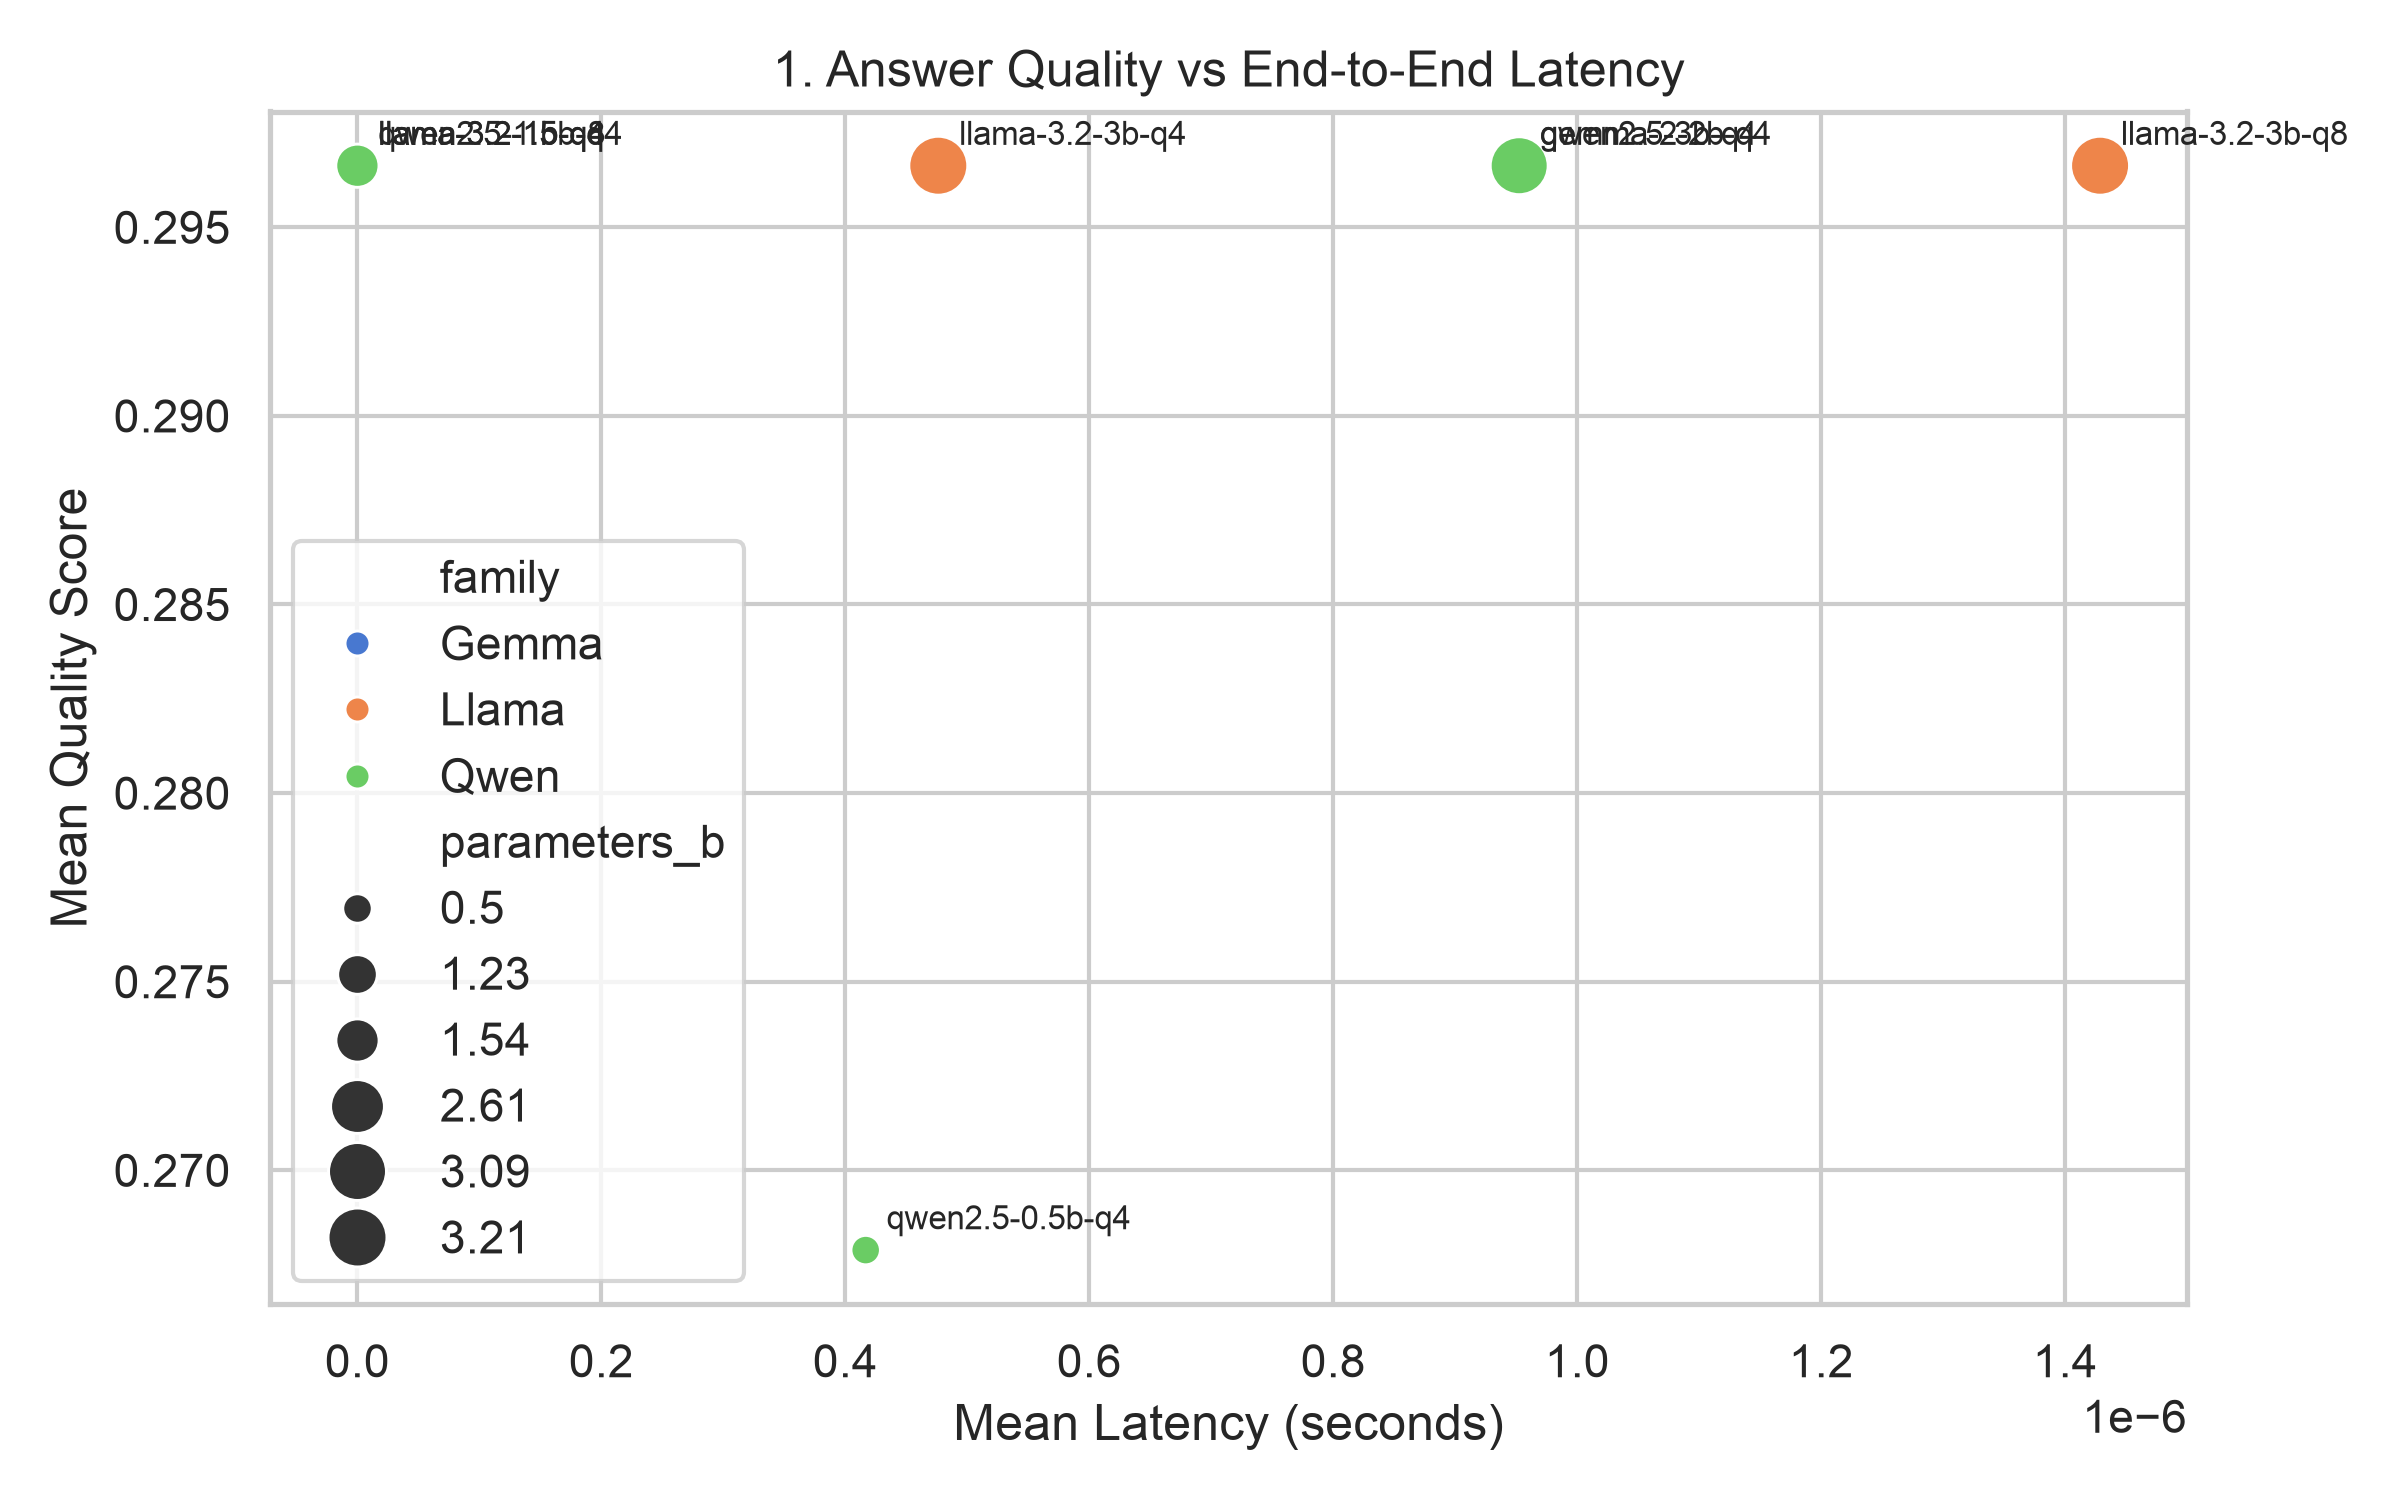 1. Answer Quality vs End-to-End Latency
llama-3.2-3b-q4
llama-3.2-3b-q8
0.295
0.290
0.285
0.280
0.275
0.270
Mean Quality Score
family
Gemma
Llama
Qwen
parameters_b
0.5
1.23
1.54
2.61
3.09
3.21
qwen2.5-0.5b-q4
0.0 0.2 0.4 0.6 0.8 1.0 1.2 1.4
1e−6
Mean Latency (seconds)